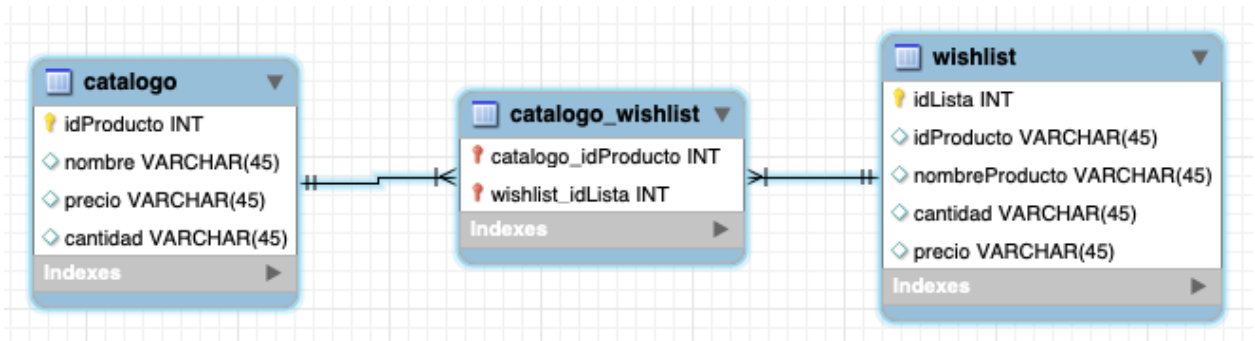 catalogo
idProducto INT
nombre VARCHAR(45)
precio VARCHAR(45)
cantidad VARCHAR(45)
Indexes
catalogo_wishlist
catalogo_idProducto INT
wishlist_idLista INT
Indexes
wishlist
idLista INT
idProducto VARCHAR(45)
nombreProducto VARCHAR(45)
cantidad VARCHAR(45)
precio VARCHAR(45)
Indexes